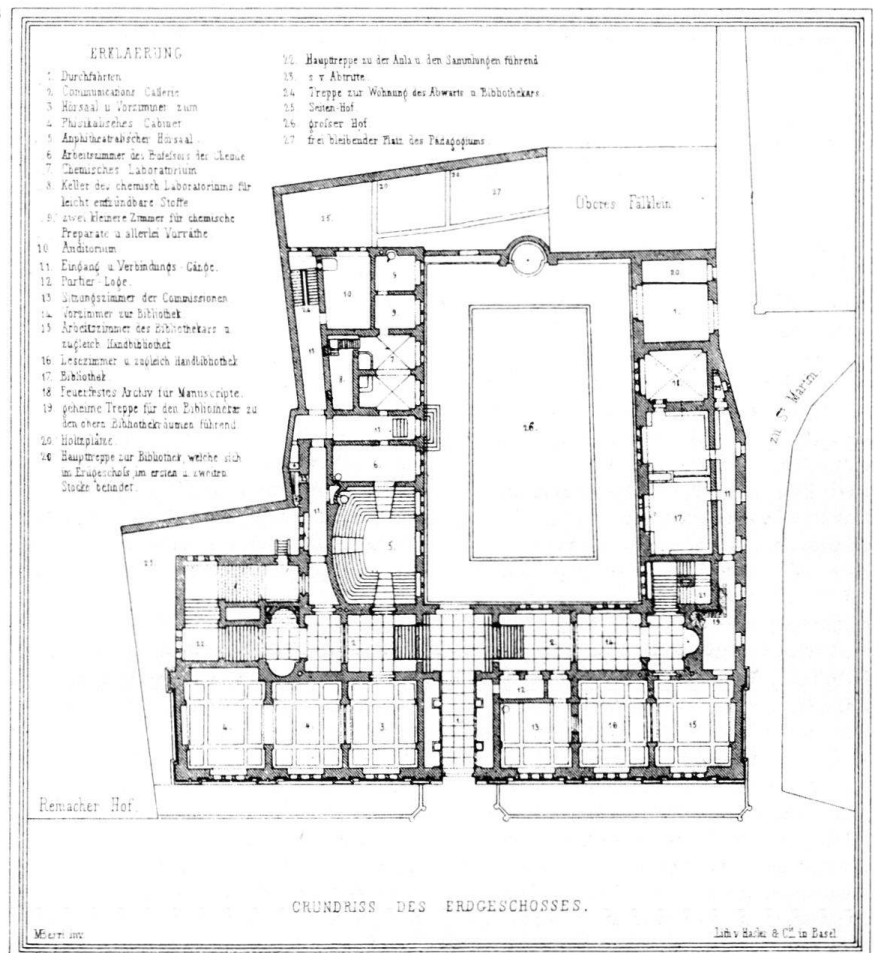 ERKLAERUNG
1. Durchfahrten
2. Communications Gallerie
3. Hörsaal u Vorzimmer zum
4. Phisikalisches Cabinet
5. Amphitheatralischer Hörsaal.
6. Arbeitszimmer des Professors der Chemie
7. Chemisches Laboratorium
8. Keller des chemisch Laboratoriums für
leicht entzündbare Stoffe
9. zwei kleinere Zimmer für chemische
Preparate u allerlei Vorräthe
10. Auditorium
11. Eingang u Verbindungs-Gänge.
12. Portier-Loge.
13. Sitzungszimmer der Commissionen
14. Vorzimmer zur Bibliothek
15. Arbeitszimmer des Bibliothekars u
zugleich Handbibliothek
16. Lesezimmer u zugleich Handbibliothek
17. Bibliothek
18. Feuerfestes Archiv für Manuscripte.
19. geheime Treppe für den Bibliothekar zu
den obern Bibliothekräumen führend
20. Holzplätze.
20. Haupttreppe zur Bibliothek, welche sich
im Erdgeschofs im ersten u. zweiten
Stocke befindet.
22. Haupttreppe zu der Aula u den Sammlungen führend
23. s. v. Abtritte.
24. Treppe zur Wohnung des Abwarts u Bibliothekars.
25. Seiten-Hof.
26. grofser Hof
27. frei bleibender Platz des Pädagogiums
Oberes Fälklein
zu St Martin
Remacher Hof.
GRUNDRISS DES ERDGESCHOSSES.
MBerri inv
Lith v Hasler & Cie. in Basel